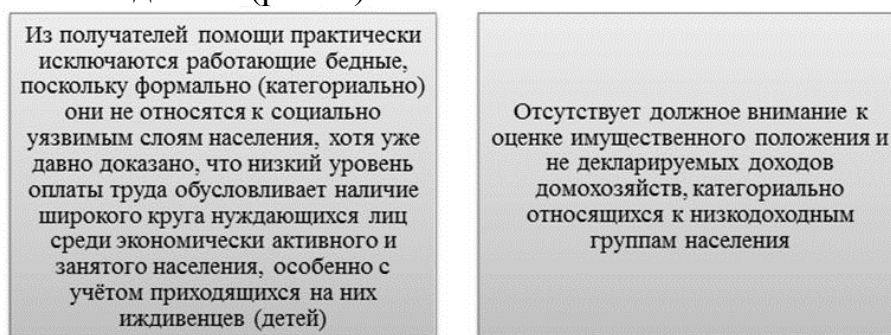 Из получателей помощи практически
исключаются работающие бедные,
поскольку формально (категориально)
они не относятся к социально
уязвимым слоям населения, хотя уже
давно доказано, что низкий уровень
оплаты труда обусловливает наличие
широкого круга нуждающихся лиц
среди экономически активного и
занятого населения, особенно с
учётом приходящихся на них
иждивенцев (детей)
Отсутствует должное внимание к
оценке имущественного положения и
не декларируемых доходов
домохозяйств, категориально
относящихся к низкодоходным
группам населения